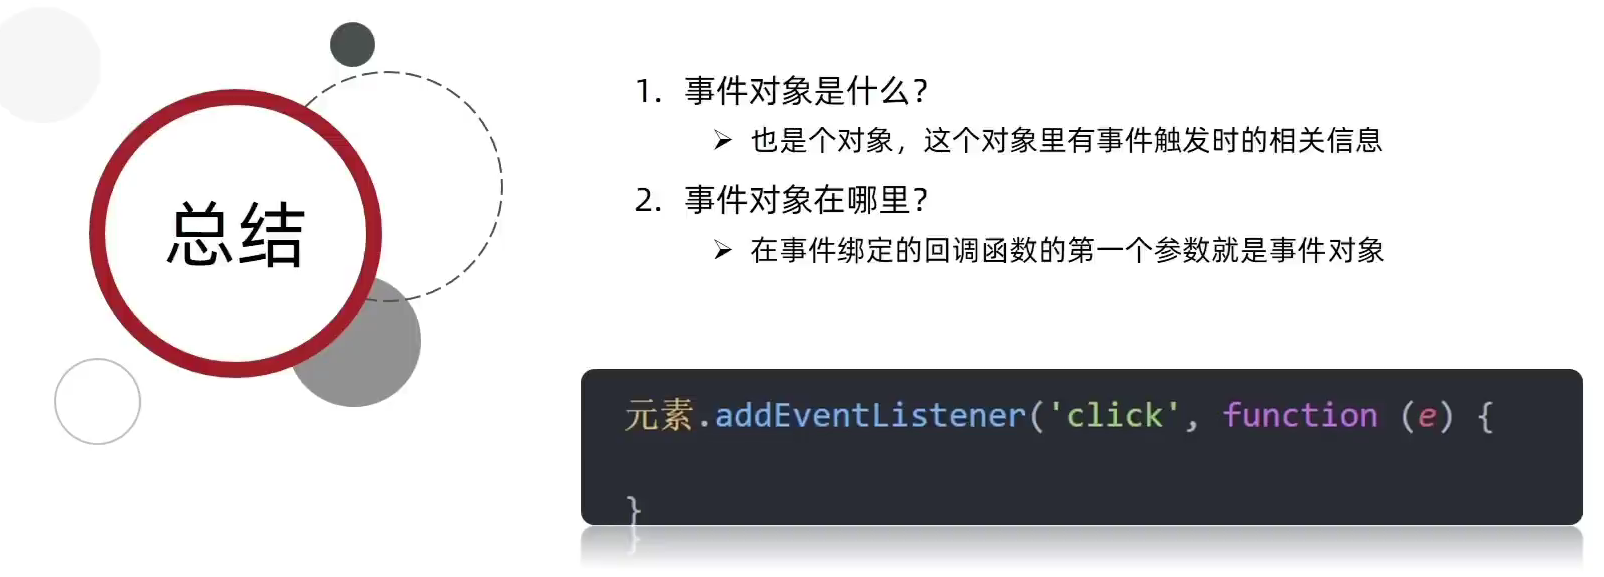 总结
1. 事件对象是什么？
➢ 也是个对象，这个对象里有事件触发时的相关信息
2. 事件对象在哪里？
➢ 在事件绑定的回调函数的第一个参数就是事件对象
元素.addEventListener('click', function (e) {
}